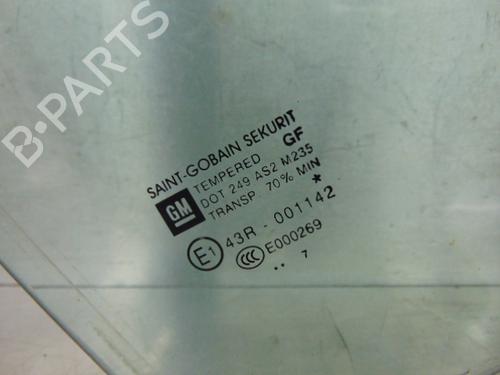 B-PARTS
SAINT-GOBAIN SEKURIT
TEMPERED GF
DOT 249 AS2 M235
TRANSP 70% MIN
GM
E1 43R - 001142 *
CCC E000269
.. 7